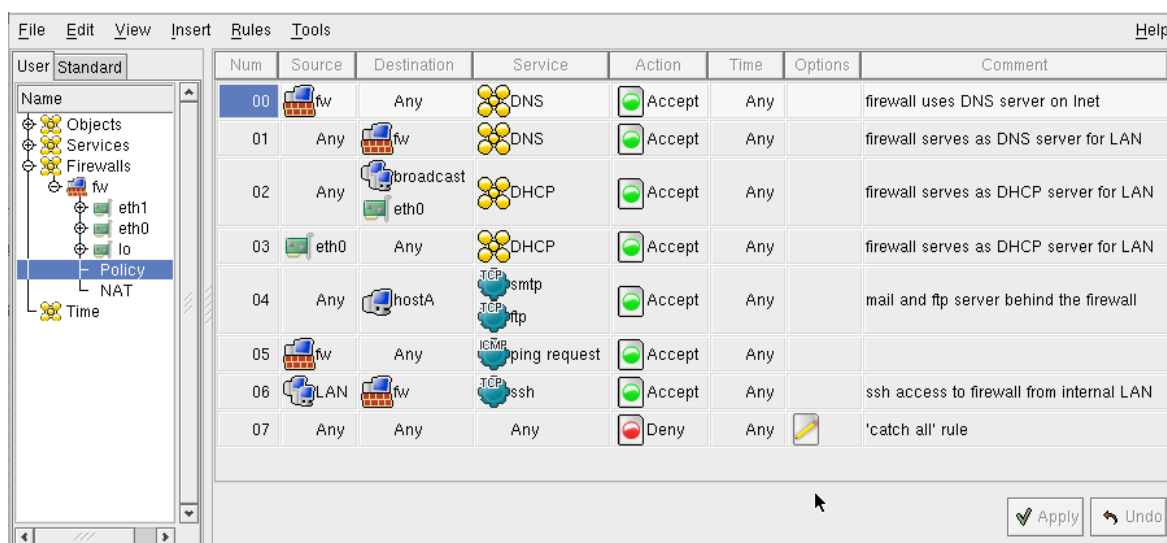 File Edit View Insert Rules Tools Help
User Standard
Name
Objects
Services
Firewalls
fw
eth1
eth0
lo
Policy
NAT
Time
Num Source Destination Service Action Time Options Comment
00 fw Any DNS Accept Any firewall uses DNS server on Inet
01 Any fw DNS Accept Any firewall serves as DNS server for LAN
02 Any broadcast eth0 DHCP Accept Any firewall serves as DHCP server for LAN
03 eth0 Any DHCP Accept Any firewall serves as DHCP server for LAN
04 Any hostA TCP smtp TCP ftp Accept Any mail and ftp server behind the firewall
05 fw Any ICMP ping request Accept Any
06 LAN fw TCP ssh Accept Any ssh access to firewall from internal LAN
07 Any Any Any Deny Any 'catch all' rule
Apply Undo